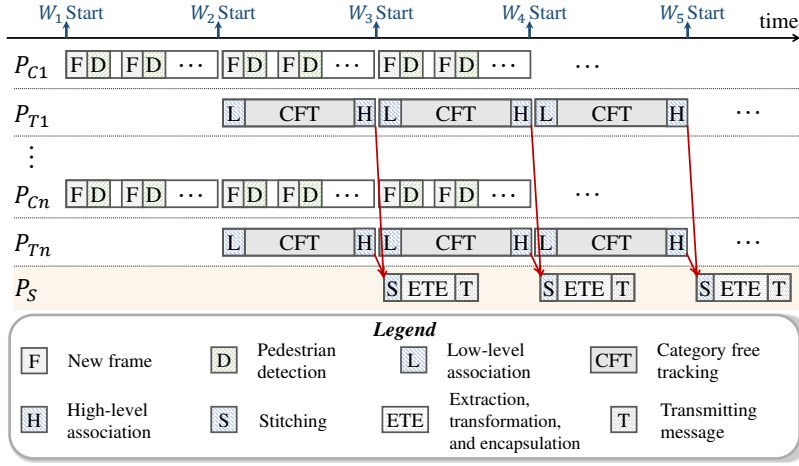 W1 Start W2 Start W3 Start W4 Start W5 Start time
PC1 F D F D ··· F D F D ··· F D F D ··· ···
PT1 L CFT H L CFT H L CFT H ···
⋮
PCn F D F D ··· F D F D ··· F D F D ··· ···
PTn L CFT H L CFT H L CFT H ···
PS S ETE T S ETE T S ETE T
Legend
F New frame D Pedestrian detection L Low-level association CFT Category free tracking
H High-level association S Stitching ETE Extraction, transformation, and encapsulation T Transmitting message